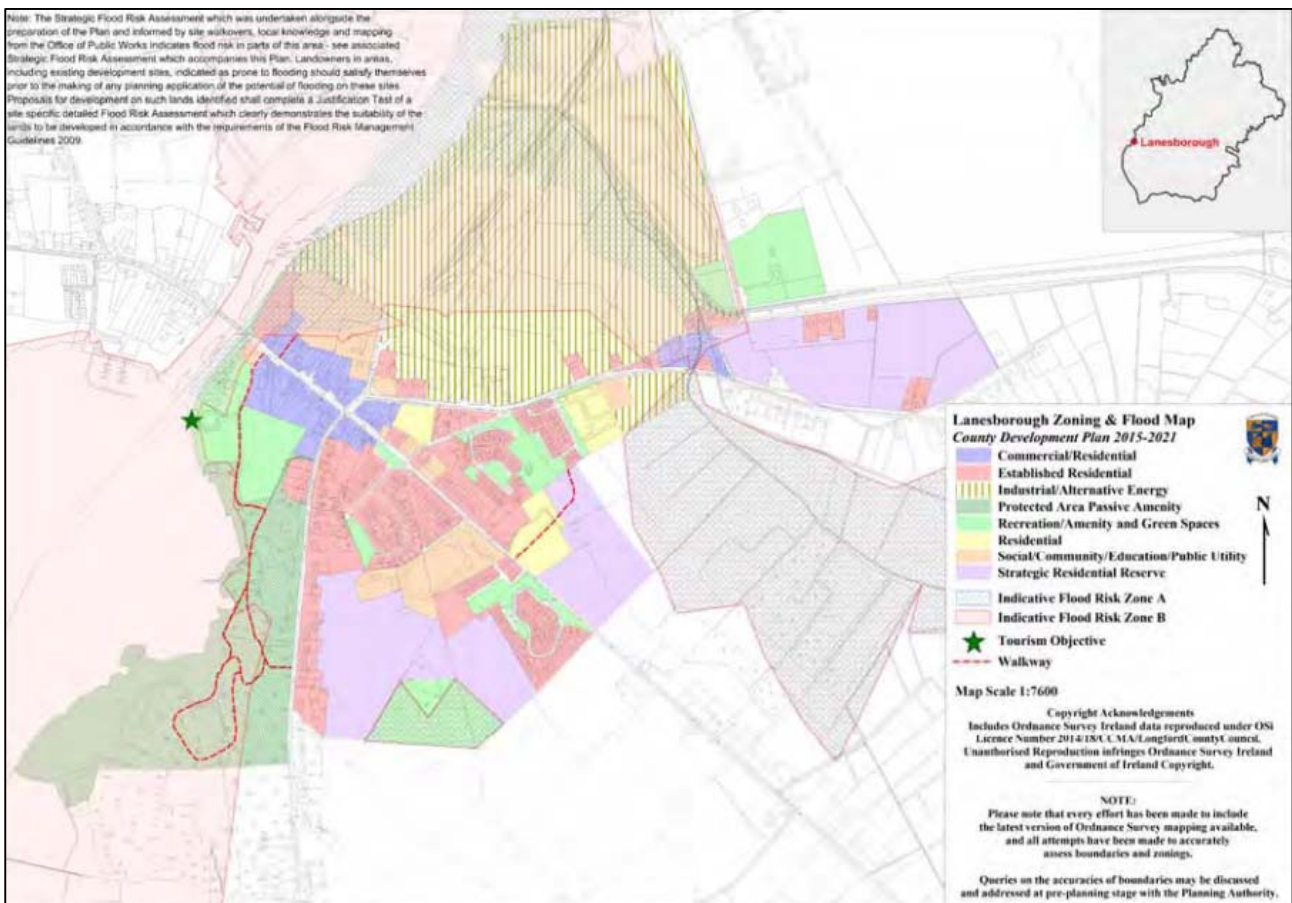 Note: The Strategic Flood Risk Assessment which was undertaken alongside the
preparation of the Plan and informed by site walkovers, local knowledge and mapping
from the Office of Public Works indicates flood risk in parts of this area - see associated
Strategic Flood Risk Assessment which accompanies this Plan. Landowners in areas,
including existing development sites, indicated as prone to flooding should satisfy themselves
prior to the making of any planning application of the potential of flooding on these sites
Proposals for development on such lands identified shall complete a Justification Test of a
site specific detailed Flood Risk Assessment which clearly demonstrates the suitability of the
lands to be developed in accordance with the requirements of the Flood Risk Management
Guidelines 2009
Lanesborough
Lanesborough Zoning & Flood Map
County Development Plan 2015-2021
Commercial/Residential
Established Residential
Industrial/Alternative Energy
Protected Area Passive Amenity
Recreation/Amenity and Green Spaces
Residential
Social/Community/Education/Public Utility
Strategic Residential Reserve
Indicative Flood Risk Zone A
Indicative Flood Risk Zone B
Tourism Objective
Walkway
N
Map Scale 1:7600
Copyright Acknowledgements
Includes Ordnance Survey Ireland data reproduced under OSi
Licence Number 2014/18/CCMA/LongfordCountyCouncil.
Unauthorised Reproduction infringes Ordnance Survey Ireland
and Government of Ireland Copyright.
NOTE:
Please note that every effort has been made to include
the latest version of Ordnance Survey mapping available,
and all attempts have been made to accurately
assess boundaries and zonings.
Queries on the accuracies of boundaries may be discussed
and addressed at pre-planning stage with the Planning Authority.